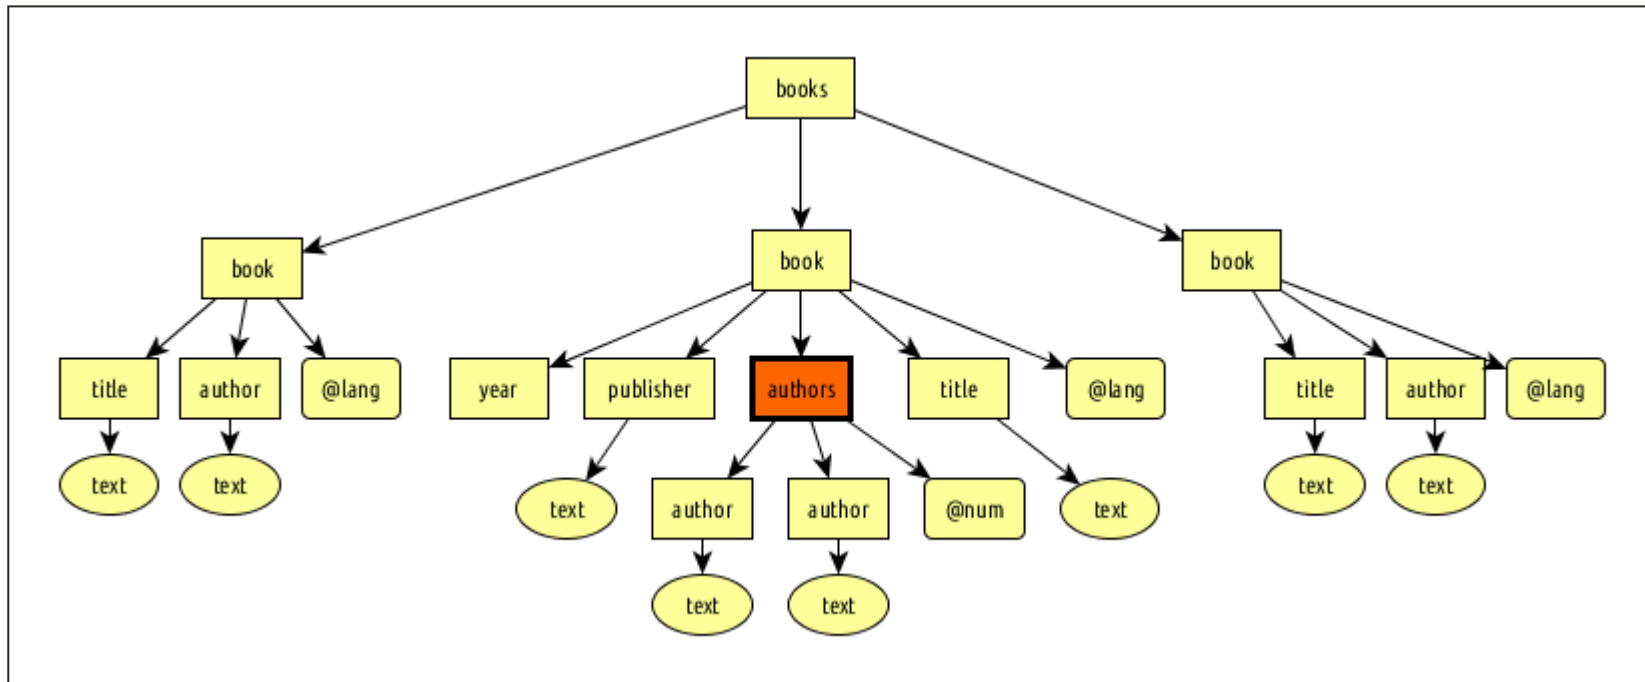 books
book
book
book
title
author
@lang
year
publisher
authors
title
@lang
title
author
@lang
text
text
text
author
author
@num
text
text
text
text
text